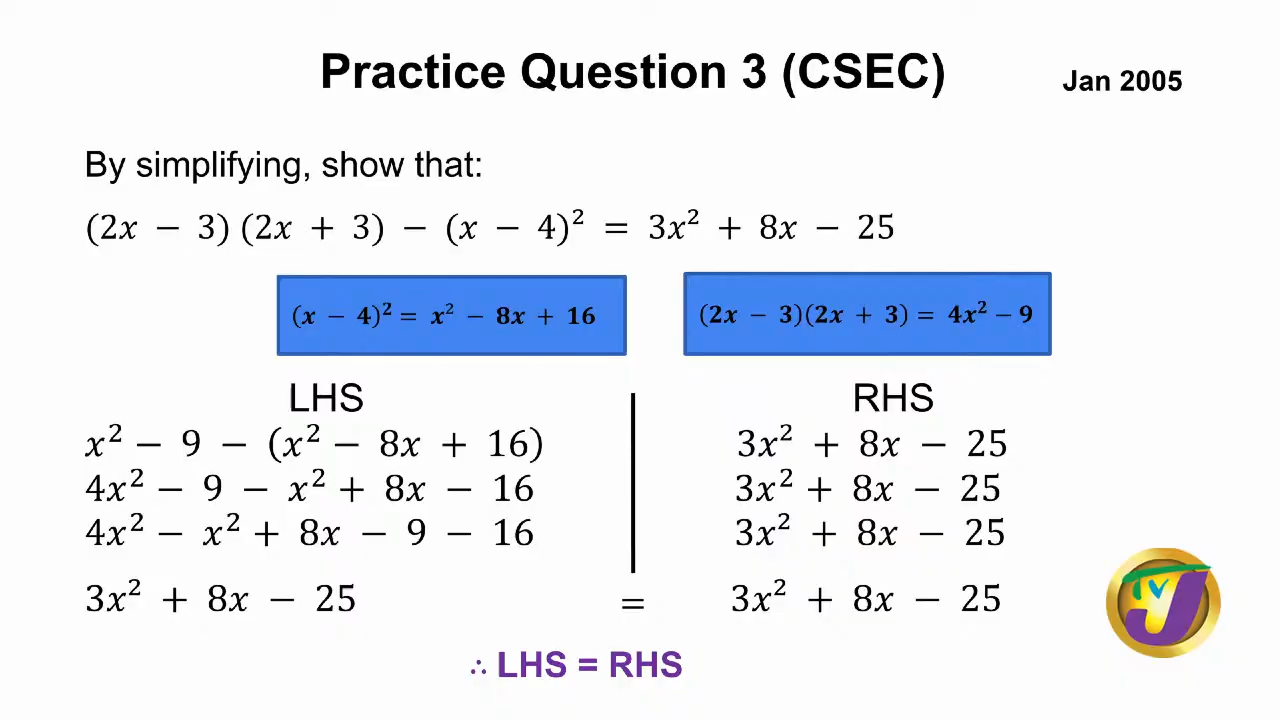 Practice Question 3 (CSEC)
Jan 2005
By simplifying, show that:
(2x − 3) (2x + 3) − (x − 4)² = 3x² + 8x − 25
(x − 4)² = x² − 8x + 16
(2x − 3)(2x + 3) = 4x² − 9
LHS
RHS
x² − 9 − (x² − 8x + 16)
3x² + 8x − 25
4x² − 9 − x² + 8x − 16
3x² + 8x − 25
4x² − x² + 8x − 9 − 16
3x² + 8x − 25
3x² + 8x − 25 = 3x² + 8x − 25
∴ LHS = RHS
TVJ